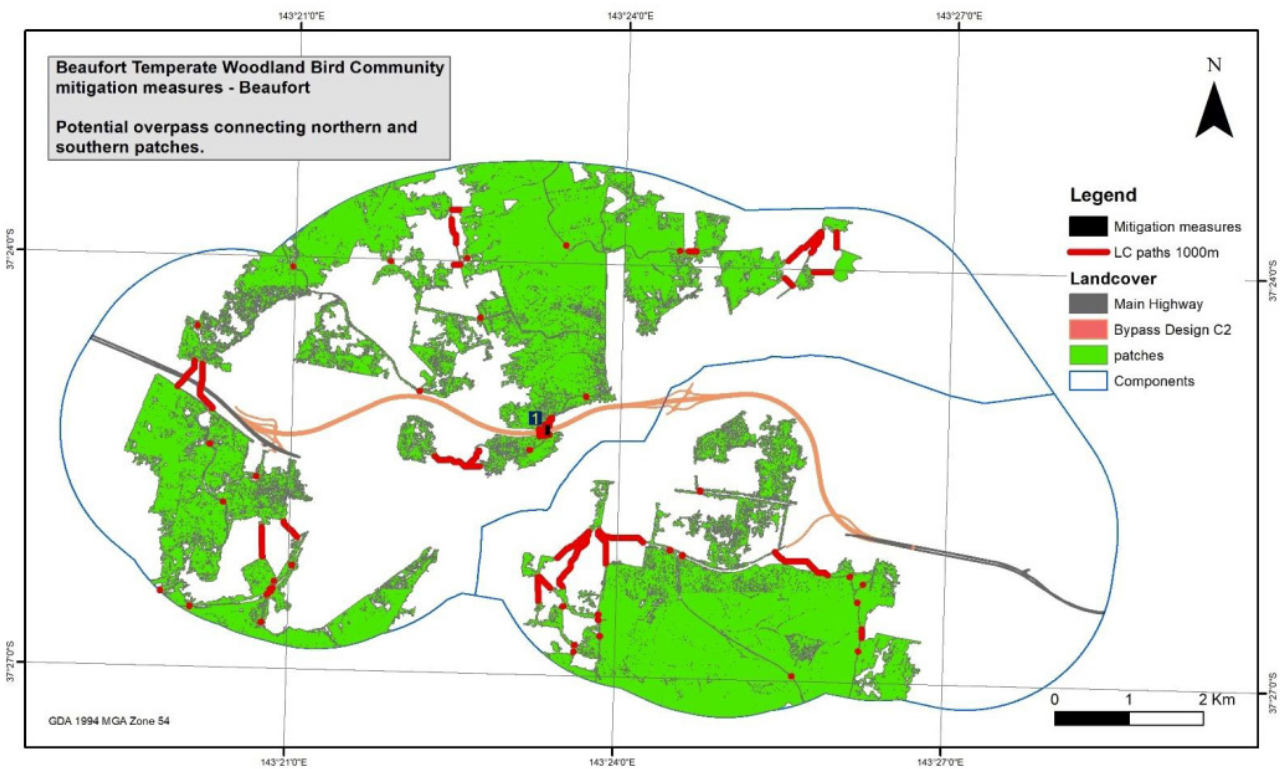 143°21'0"E
143°24'0"E
143°27'0"E
Beaufort Temperate Woodland Bird Community
mitigation measures - Beaufort
Potential overpass connecting northern and
southern patches.
N
Legend
Mitigation measures
LC paths 1000m
Landcover
Main Highway
Bypass Design C2
patches
Components
37°24'0"S
37°24'0"S
1
37°27'0"S
37°27'0"S
0 1 2 Km
GDA 1994 MGA Zone 54
143°21'0"E
143°24'0"E
143°27'0"E